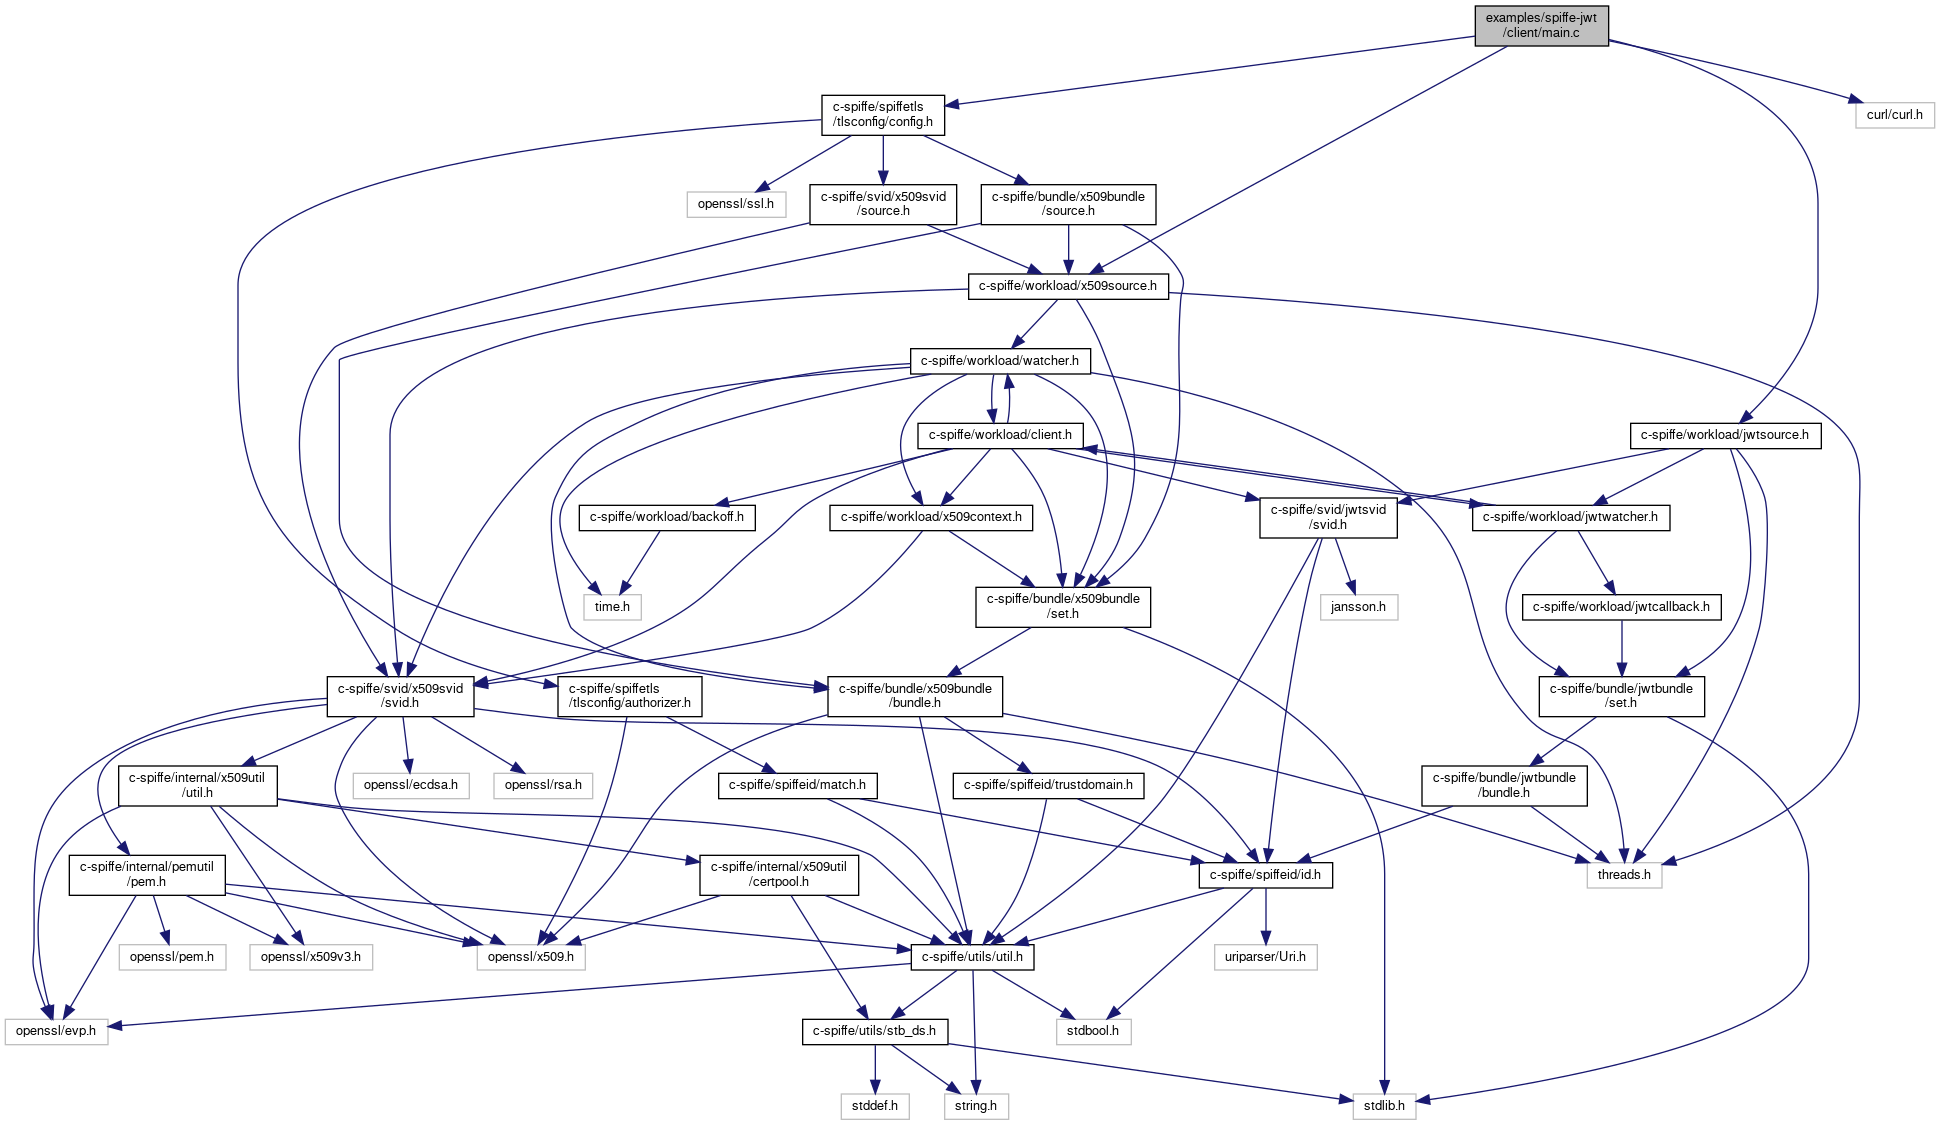 examples/spiffe-jwt
/client/main.c
c-spiffe/spiffetls
/tlsconfig/config.h
curl/curl.h
openssl/ssl.h
c-spiffe/svid/x509svid
/source.h
c-spiffe/bundle/x509bundle
/source.h
c-spiffe/workload/x509source.h
c-spiffe/workload/watcher.h
c-spiffe/workload/client.h
c-spiffe/workload/jwtsource.h
c-spiffe/workload/backoff.h
c-spiffe/workload/x509context.h
c-spiffe/svid/jwtsvid
/svid.h
c-spiffe/workload/jwtwatcher.h
time.h
c-spiffe/bundle/x509bundle
/set.h
jansson.h
c-spiffe/workload/jwtcallback.h
c-spiffe/svid/x509svid
/svid.h
c-spiffe/spiffetls
/tlsconfig/authorizer.h
c-spiffe/bundle/x509bundle
/bundle.h
c-spiffe/bundle/jwtbundle
/set.h
c-spiffe/internal/x509util
/util.h
openssl/ecdsa.h
openssl/rsa.h
c-spiffe/spiffeid/match.h
c-spiffe/spiffeid/trustdomain.h
c-spiffe/bundle/jwtbundle
/bundle.h
c-spiffe/internal/pemutil
/pem.h
c-spiffe/internal/x509util
/certpool.h
c-spiffe/spiffeid/id.h
threads.h
openssl/pem.h
openssl/x509v3.h
openssl/x509.h
c-spiffe/utils/util.h
uriparser/Uri.h
openssl/evp.h
c-spiffe/utils/stb_ds.h
stdbool.h
stddef.h
string.h
stdlib.h